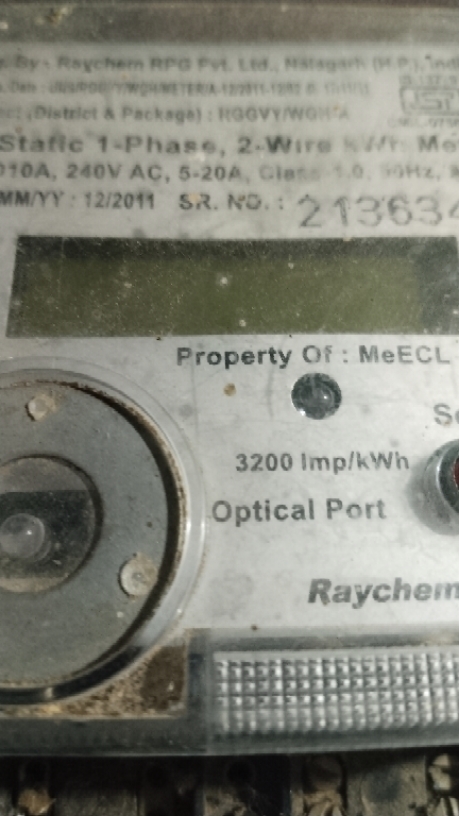 By : Raychem RPG Pvt. Ltd., Nalagarh (H.P.), Indi
(District & Package) : RGGVY/WGH
Static 1-Phase, 2-Wire kWh Me
010A, 240V AC, 5-20A, Class 1.0, 50Hz,
MM/YY : 12/2011 SR. NO. : 213634
Property Of : MeECL
3200 Imp/kWh
Optical Port
Raychem